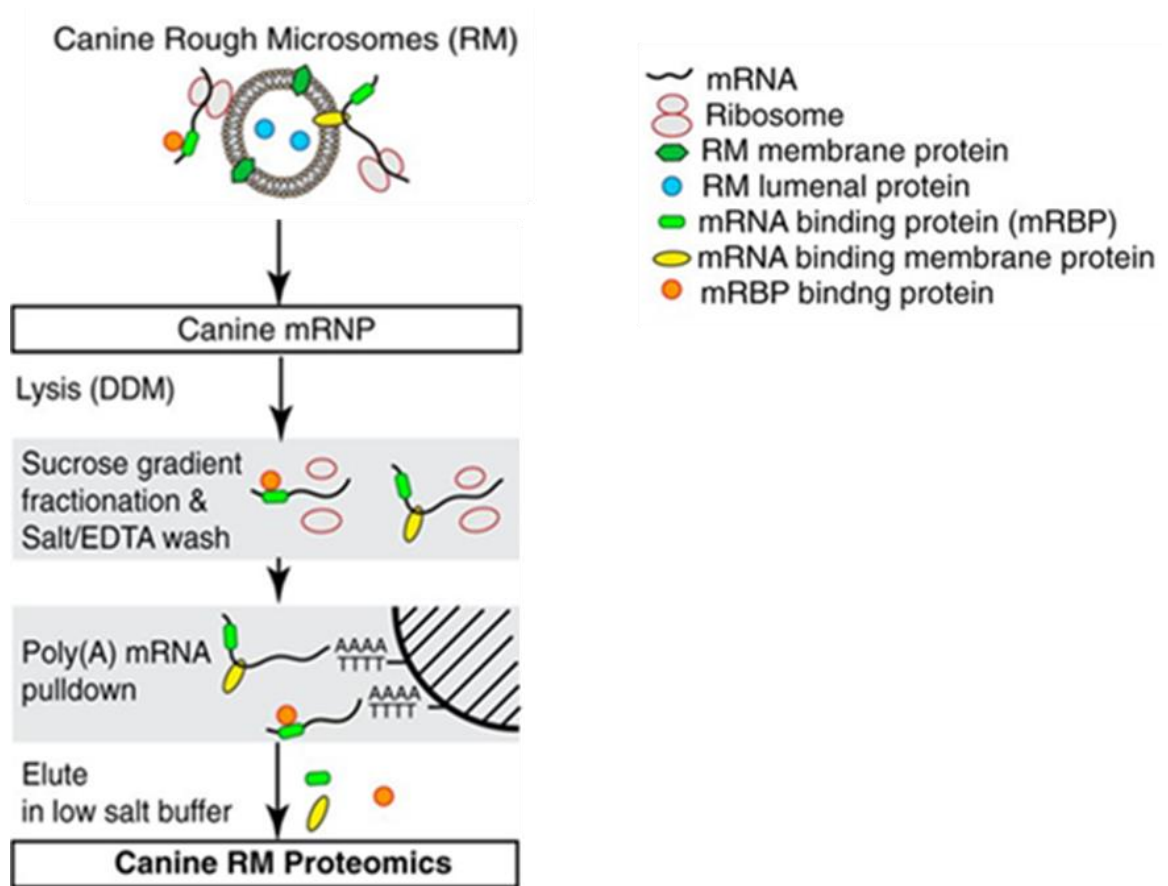 Canine Rough Microsomes (RM)
mRNA
Ribosome
RM membrane protein
RM lumenal protein
mRNA binding protein (mRBP)
mRNA binding membrane protein
mRBP bindng protein
Canine mRNP
Lysis (DDM)
Sucrose gradient
fractionation &
Salt/EDTA wash
Poly(A) mRNA
pulldown
AAAA
TTTT
AAAA
TTTT
Elute
in low salt buffer
Canine RM Proteomics